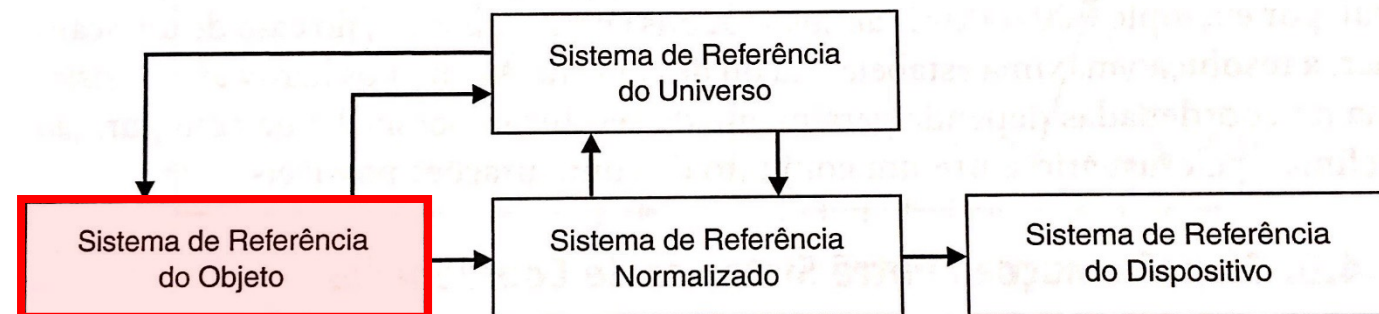 Sistema de Referência
do Universo
Sistema de Referência
do Objeto
Sistema de Referência
Normalizado
Sistema de Referência
do Dispositivo